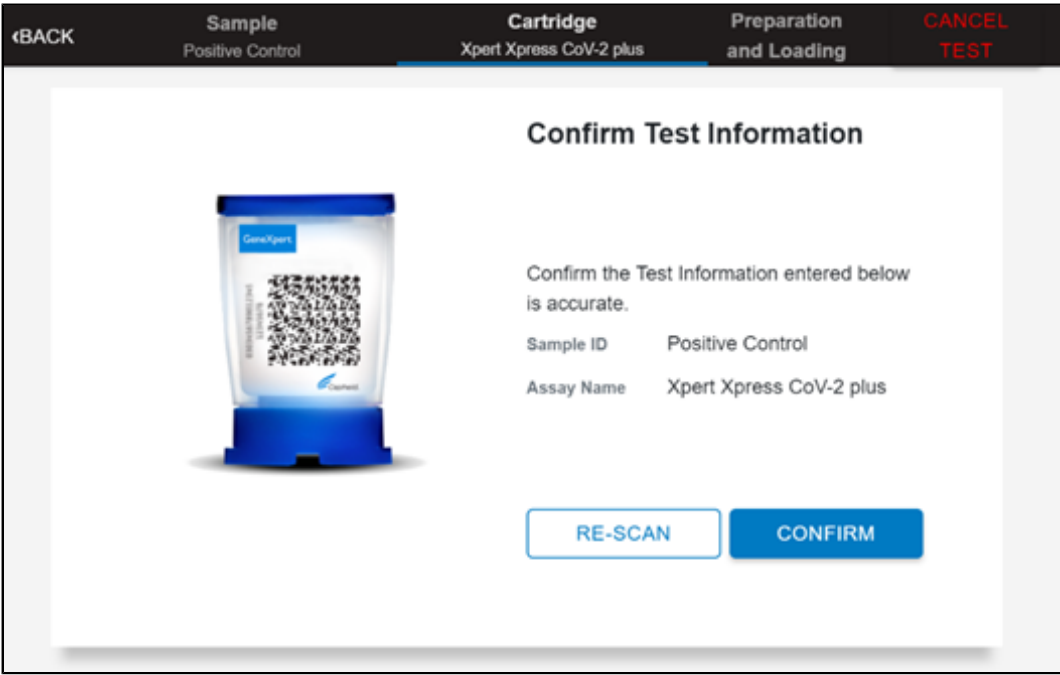 ‹BACK
Sample
Positive Control
Cartridge
Xpert Xpress CoV-2 plus
Preparation
and Loading
CANCEL
TEST
Confirm Test Information
GeneXpert
Cepheid
Confirm the Test Information entered below
is accurate.
Sample ID Positive Control
Assay Name Xpert Xpress CoV-2 plus
RE-SCAN
CONFIRM